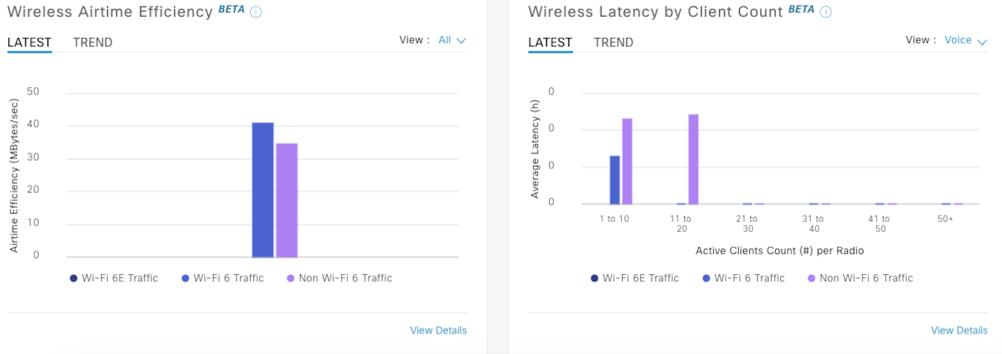 Wireless Airtime Efficiency BETA
LATEST TREND View : All
Airtime Efficiency (MBytes/sec)
50
40
30
20
10
0
Wi-Fi 6E Traffic Wi-Fi 6 Traffic Non Wi-Fi 6 Traffic
View Details
Wireless Latency by Client Count BETA
LATEST TREND View : Voice
Average Latency (h)
0
0
0
0
1 to 10 11 to 21 to 31 to 41 to 50+
20 30 40 50
Active Clients Count (#) per Radio
Wi-Fi 6E Traffic Wi-Fi 6 Traffic Non Wi-Fi 6 Traffic
View Details